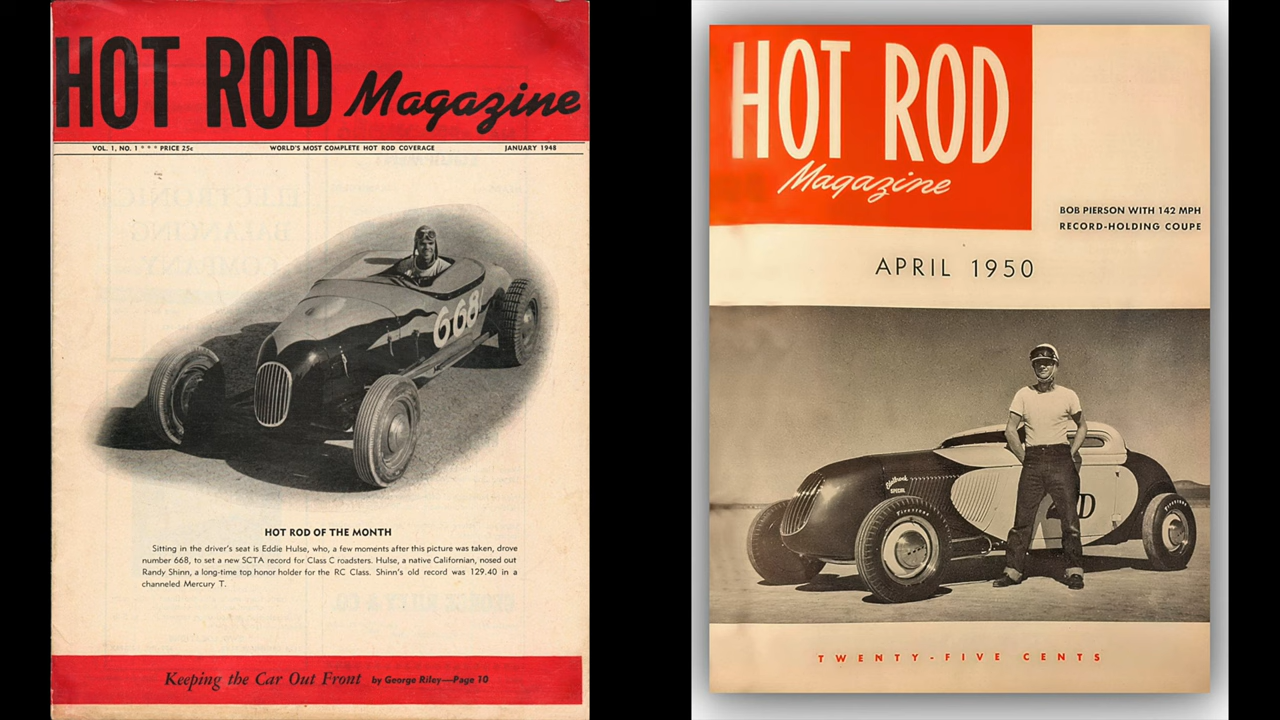 HOT ROD Magazine
VOL. 1, NO. 1 * * * PRICE 25c
WORLD'S MOST COMPLETE HOT ROD COVERAGE
JANUARY 1948
668
HOT ROD OF THE MONTH
Sitting in the driver's seat is Eddie Hulse, who, a few moments after this picture was taken, drove
number 668, to set a new SCTA record for Class C roadsters. Hulse, a native Californian, nosed out
Randy Shinn, a long-time top honor holder for the RC Class. Shinn's old record was 129.40 in a
channeled Mercury T.
Keeping the Car Out Front by George Riley—Page 10
HOT ROD
Magazine
BOB PIERSON WITH 142 MPH
RECORD-HOLDING COUPE
APRIL 1950
Edelbrock
SPECIAL
Firestone
D
TWENTY-FIVE CENTS